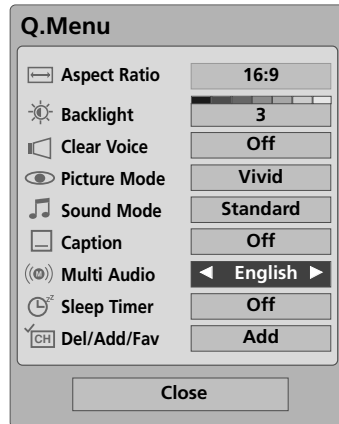 Q.Menu
Aspect Ratio 16:9
Backlight 3
Clear Voice Off
Picture Mode Vivid
Sound Mode Standard
Caption Off
Multi Audio ◀ English ▶
Sleep Timer Off
CH Del/Add/Fav Add
Close